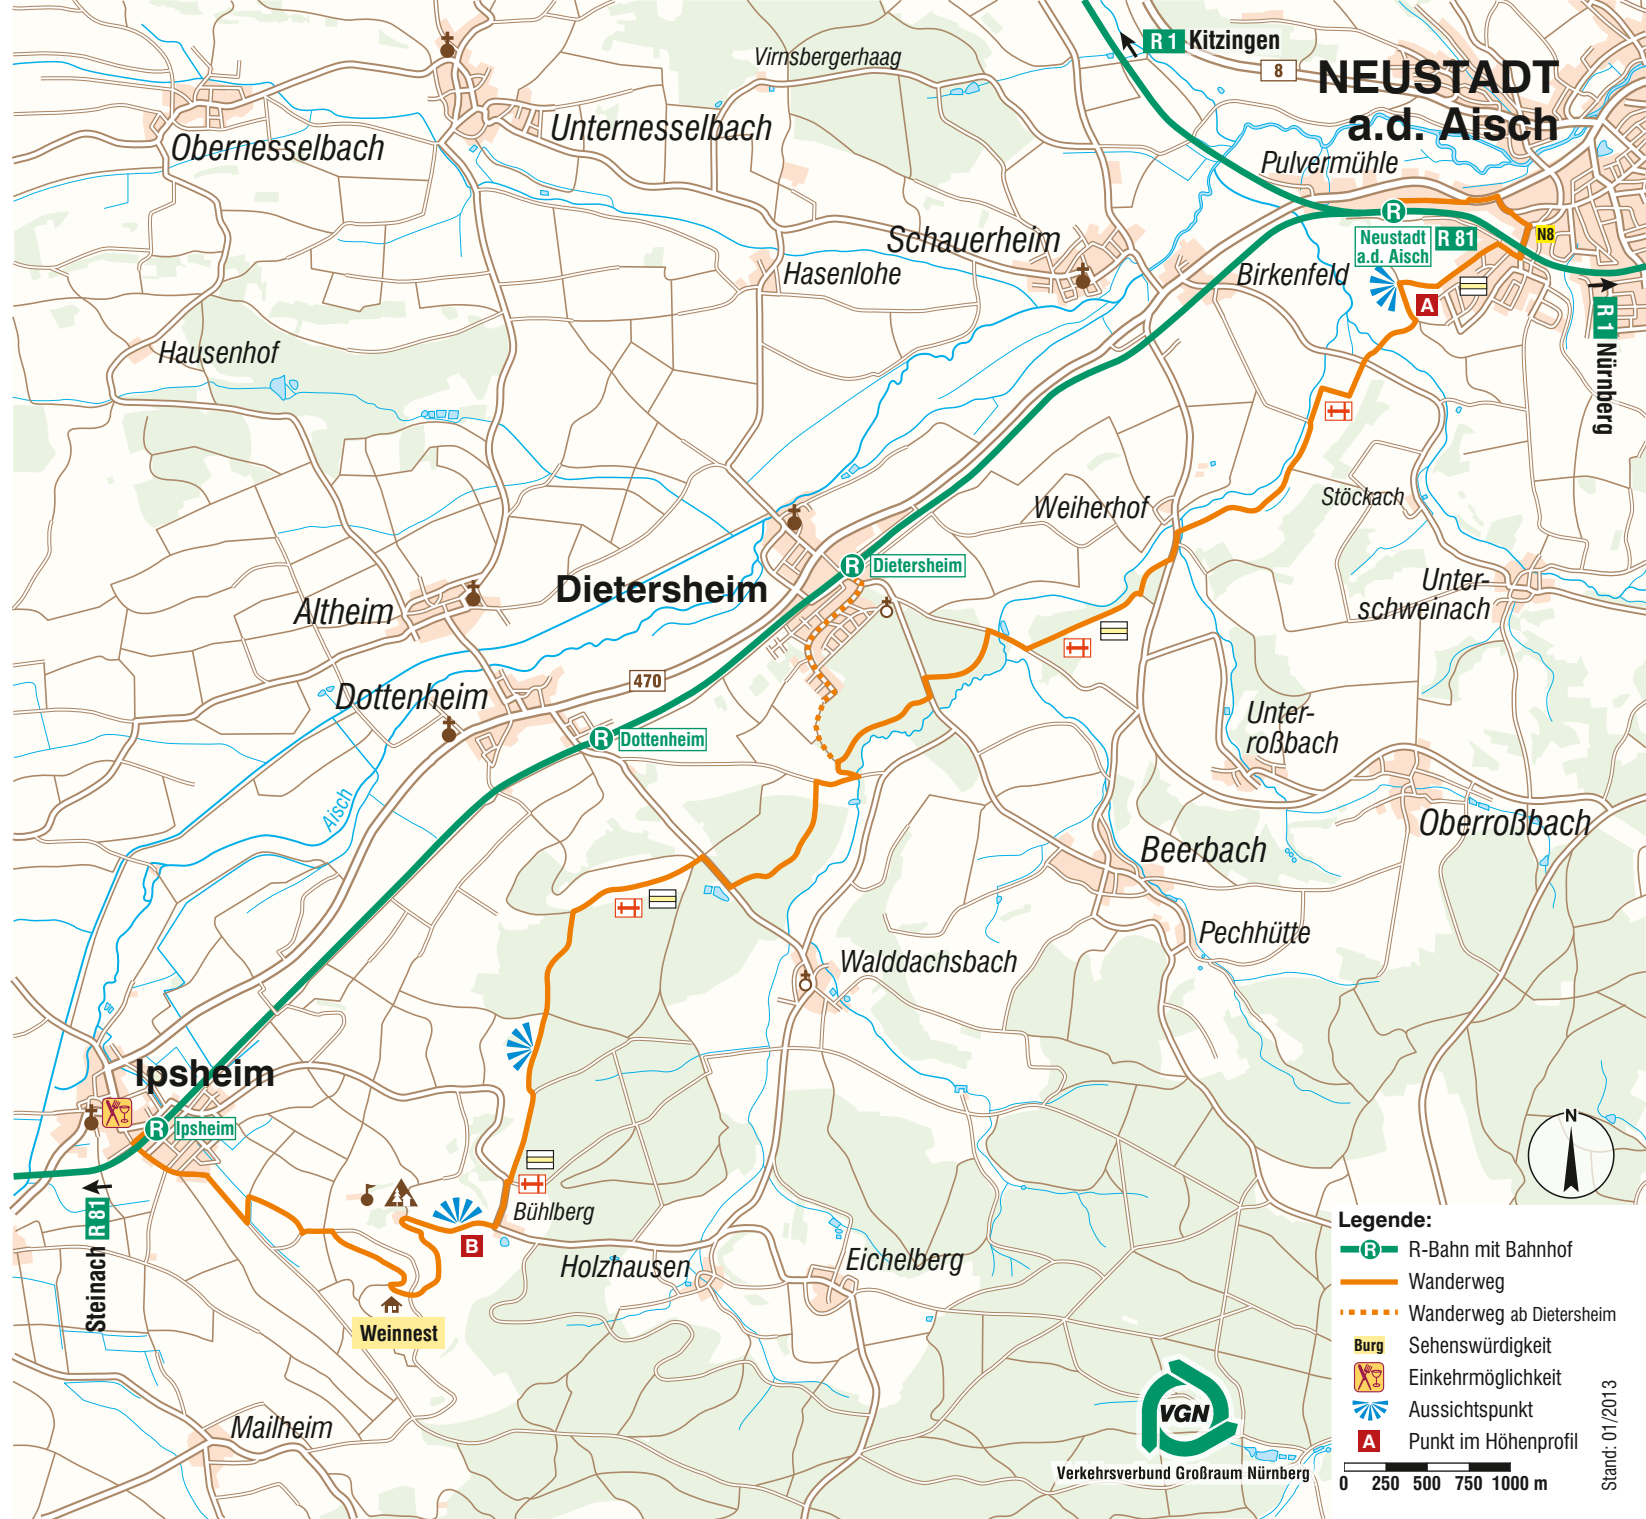 R 1 Kitzingen
8
NEUSTADT
a.d. Aisch
Virnsbergerhaag
Unternesselbach
Obernesselbach
Pulvermühle
R
Neustadt
a.d. Aisch
R 81
N8
Schauerheim
Hasenlohe
Birkenfeld
A
R 1 Nürnberg
Hausenhof
Stöckach
Weiherhof
R
Dietersheim
Dietersheim
Unter-
schweinach
Altheim
470
Dottenheim
R
Dottenheim
Unter-
roßbach
Aisch
Oberroßbach
Beerbach
Pechhütte
Walddachsbach
Ipsheim
R
Ipsheim
N
Steinach R 81
Bühlberg
B
Holzhausen
Eichelberg
Weinnest
Mailheim
VGN
Verkehrsverbund Großraum Nürnberg
Legende:
R
R-Bahn mit Bahnhof
Wanderweg
Wanderweg ab Dietersheim
Burg Sehenswürdigkeit
Einkehrmöglichkeit
Aussichtspunkt
A Punkt im Höhenprofil
0 250 500 750 1000 m
Stand: 01/2013